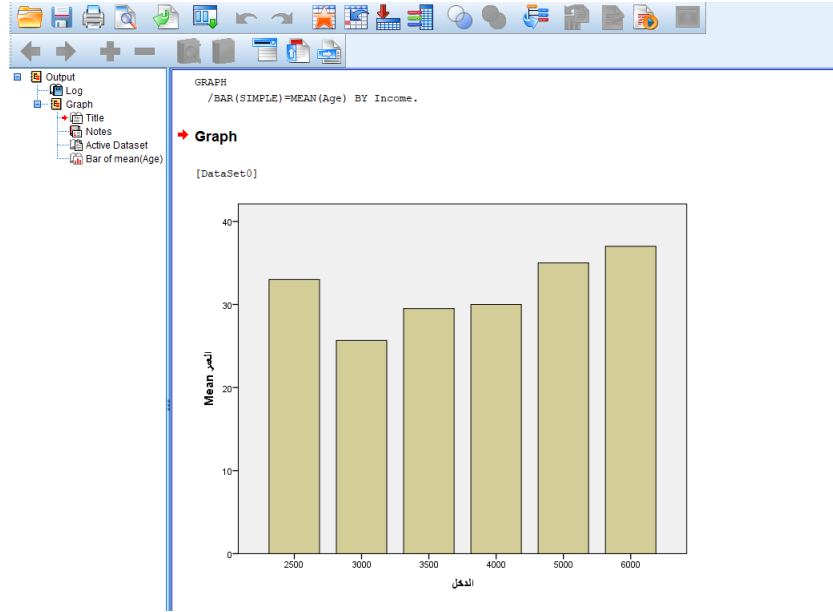 Output
Log
Graph
Title
Notes
Active Dataset
Bar of mean(Age)
GRAPH
/BAR(SIMPLE)=MEAN(Age) BY Income.
Graph
[DataSet0]
40
30
20
10
0
Mean العمر
2500 3000 3500 4000 5000 6000
الدخل